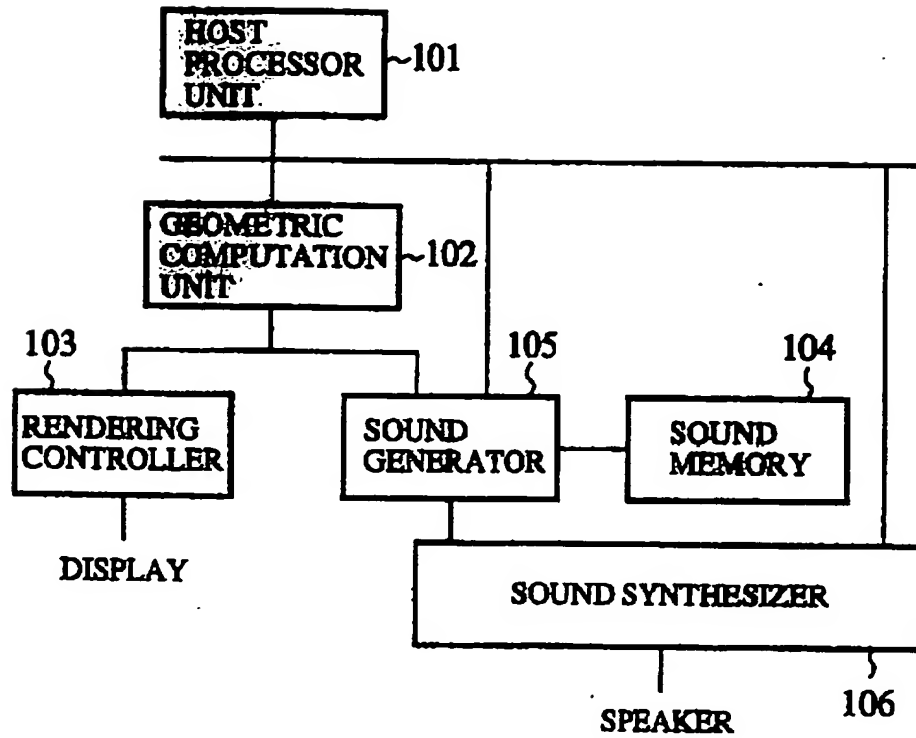 HOST
PROCESSOR
UNIT
101
GEOMETRIC
COMPUTATION
UNIT
102
103
105
104
RENDERING
CONTROLLER
SOUND
GENERATOR
SOUND
MEMORY
DISPLAY
SOUND SYNTHESIZER
SPEAKER
106